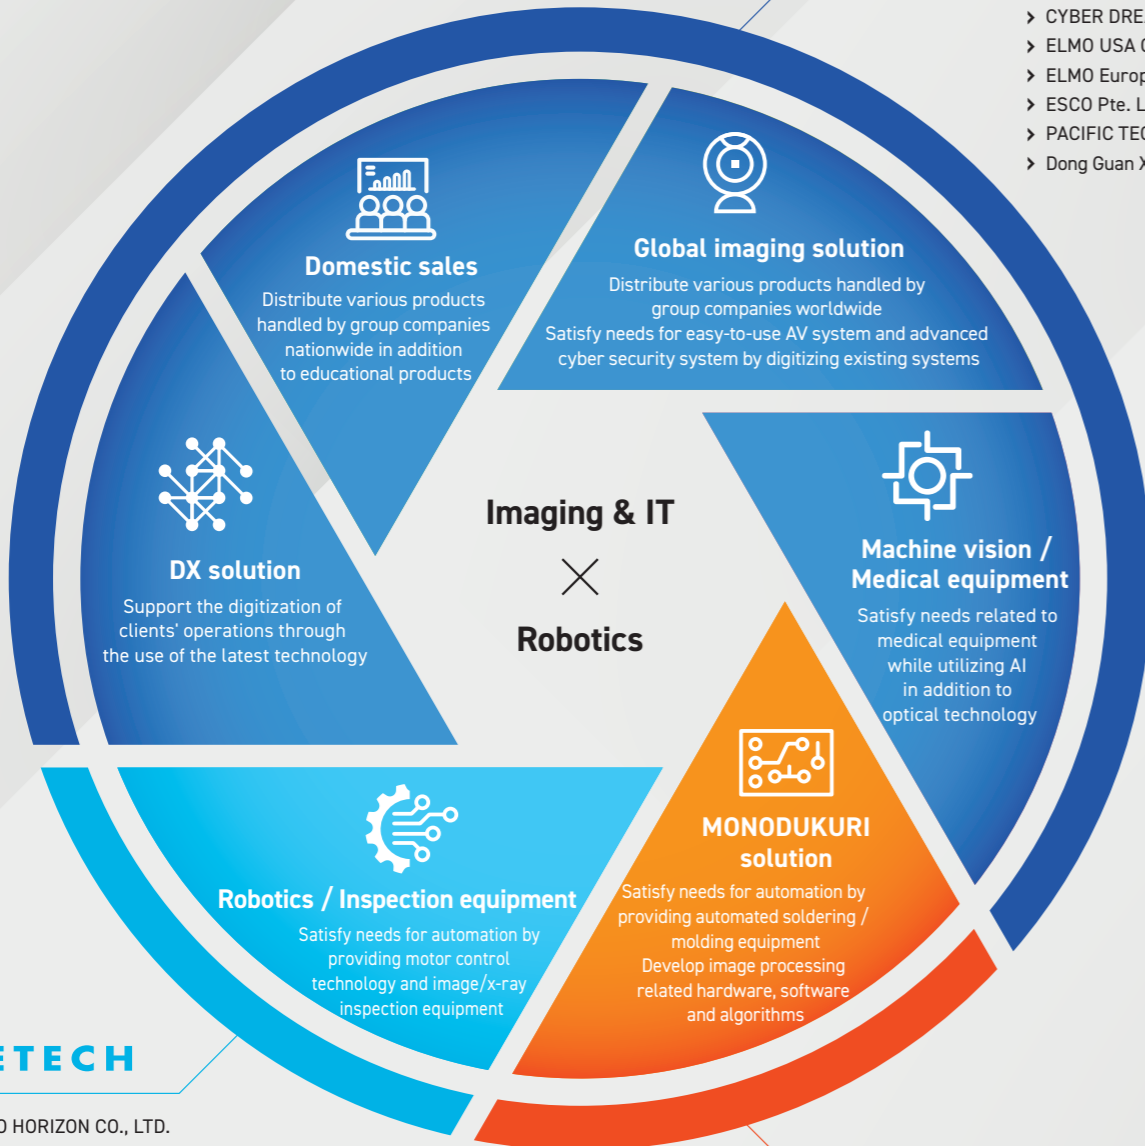 CYBER
ELMO USA
ELMO
ESCO Pte.
PACIFIC
Dong Guan
Domestic sales
Distribute various products
handled by group companies
nationwide in addition
to educational products
Global imaging solution
Distribute various products handled by
group companies worldwide
Satisfy needs for easy-to-use AV system and advanced
cyber security system by digitizing existing systems
DX solution
Support the digitization of
clients' operations through
the use of the latest technology
Imaging & IT
×
Robotics
Machine vision /
Medical equipment
Satisfy needs related to
medical equipment
while utilizing AI
in addition to
optical technology
Robotics / Inspection equipment
Satisfy needs for automation by
providing motor control
technology and image/x-ray
inspection equipment
MONODUKURI
solution
Satisfy needs for automation by
providing automated soldering /
molding equipment
Develop image processing
related hardware, software
and algorithms
HORIZON CO., LTD.